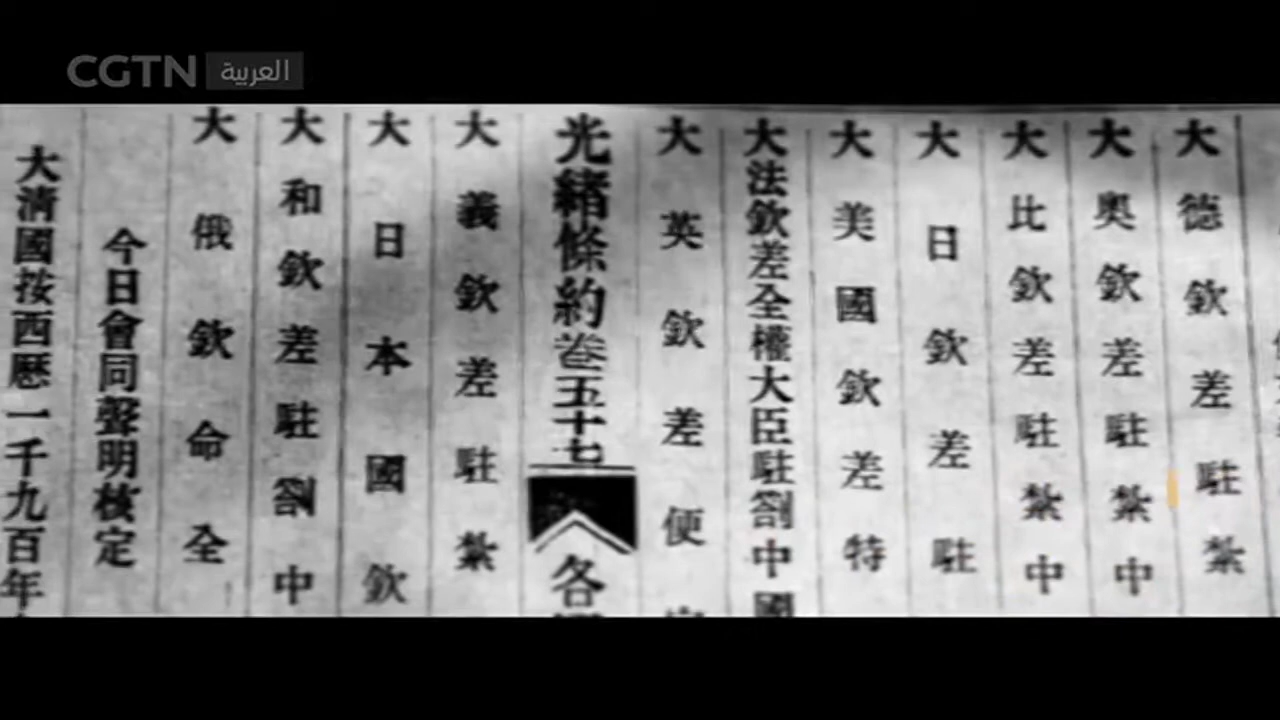 CGTN العربية
大德欽差駐紮
大奧欽差駐紮中
大比欽差駐紮中
大日欽差駐
大美國欽差特
大法欽差全權大臣駐劄中國
大英欽差便
光緒條約卷五十七 各
大義欽差駐紮
大日本國欽
大和欽差駐劄中
大俄欽命全
今日會同聲明核定
大清國按西歷一千九百年